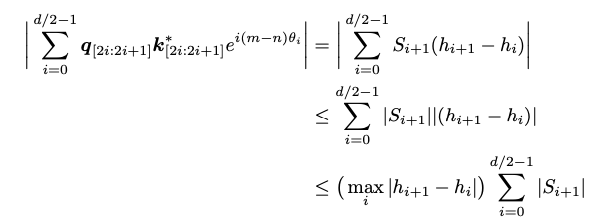 $$\left| \sum_{i=0}^{d/2-1} \boldsymbol{q}_{[2i:2i+1]} \boldsymbol{k}^*_{[2i:2i+1]} e^{i(m-n)\theta_i} \right| = \left| \sum_{i=0}^{d/2-1} S_{i+1}(h_{i+1} - h_i) \right|$$
$$\leq \sum_{i=0}^{d/2-1} |S_{i+1}||(h_{i+1} - h_i)|$$
$$\leq \left( \max_i |h_{i+1} - h_i| \right) \sum_{i=0}^{d/2-1} |S_{i+1}|$$